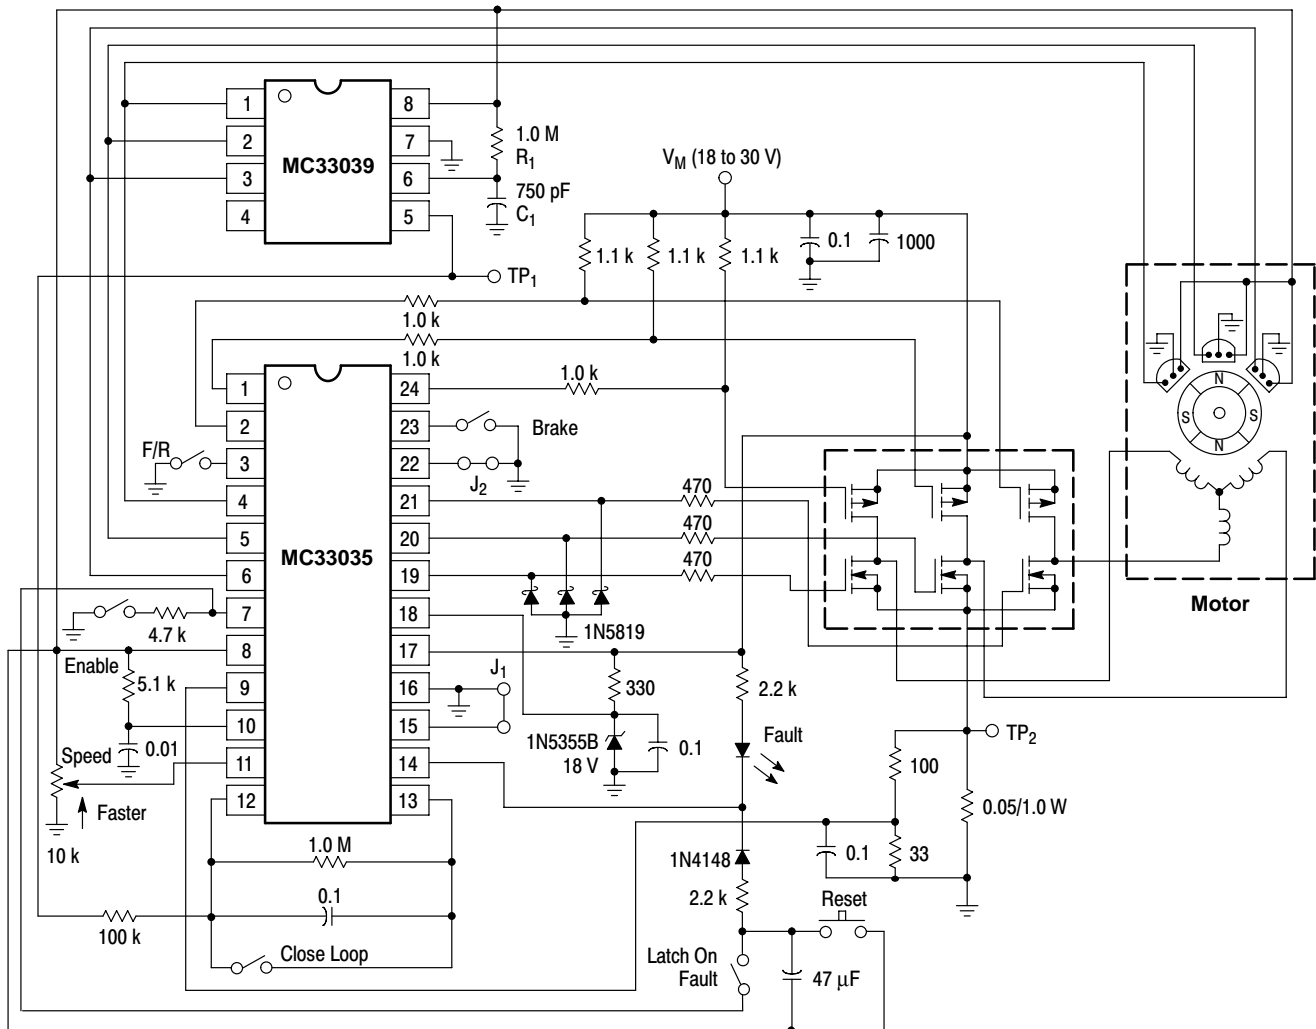 1
2
3
4
MC33039
8
7
6
5
1.0 M
R1
750 pF
C1
TP1
VM (18 to 30 V)
1.1 k
1.1 k
1.1 k
0.1
1000
1.0 k
1.0 k
1.0 k
N
S
S
N
Motor
F/R
1
2
3
4
5
6
7
8
9
10
11
12
MC33035
24
23
22
21
20
19
18
17
16
15
14
13
Brake
J2
470
470
470
1N5819
4.7 k
Enable
5.1 k
0.01
Speed
Faster
10 k
J1
330
1N5355B
18 V
0.1
2.2 k
Fault
TP2
100
0.05/1.0 W
0.1
33
1.0 M
0.1
100 k
Close Loop
1N4148
2.2 k
Reset
Latch On
Fault
47 μF